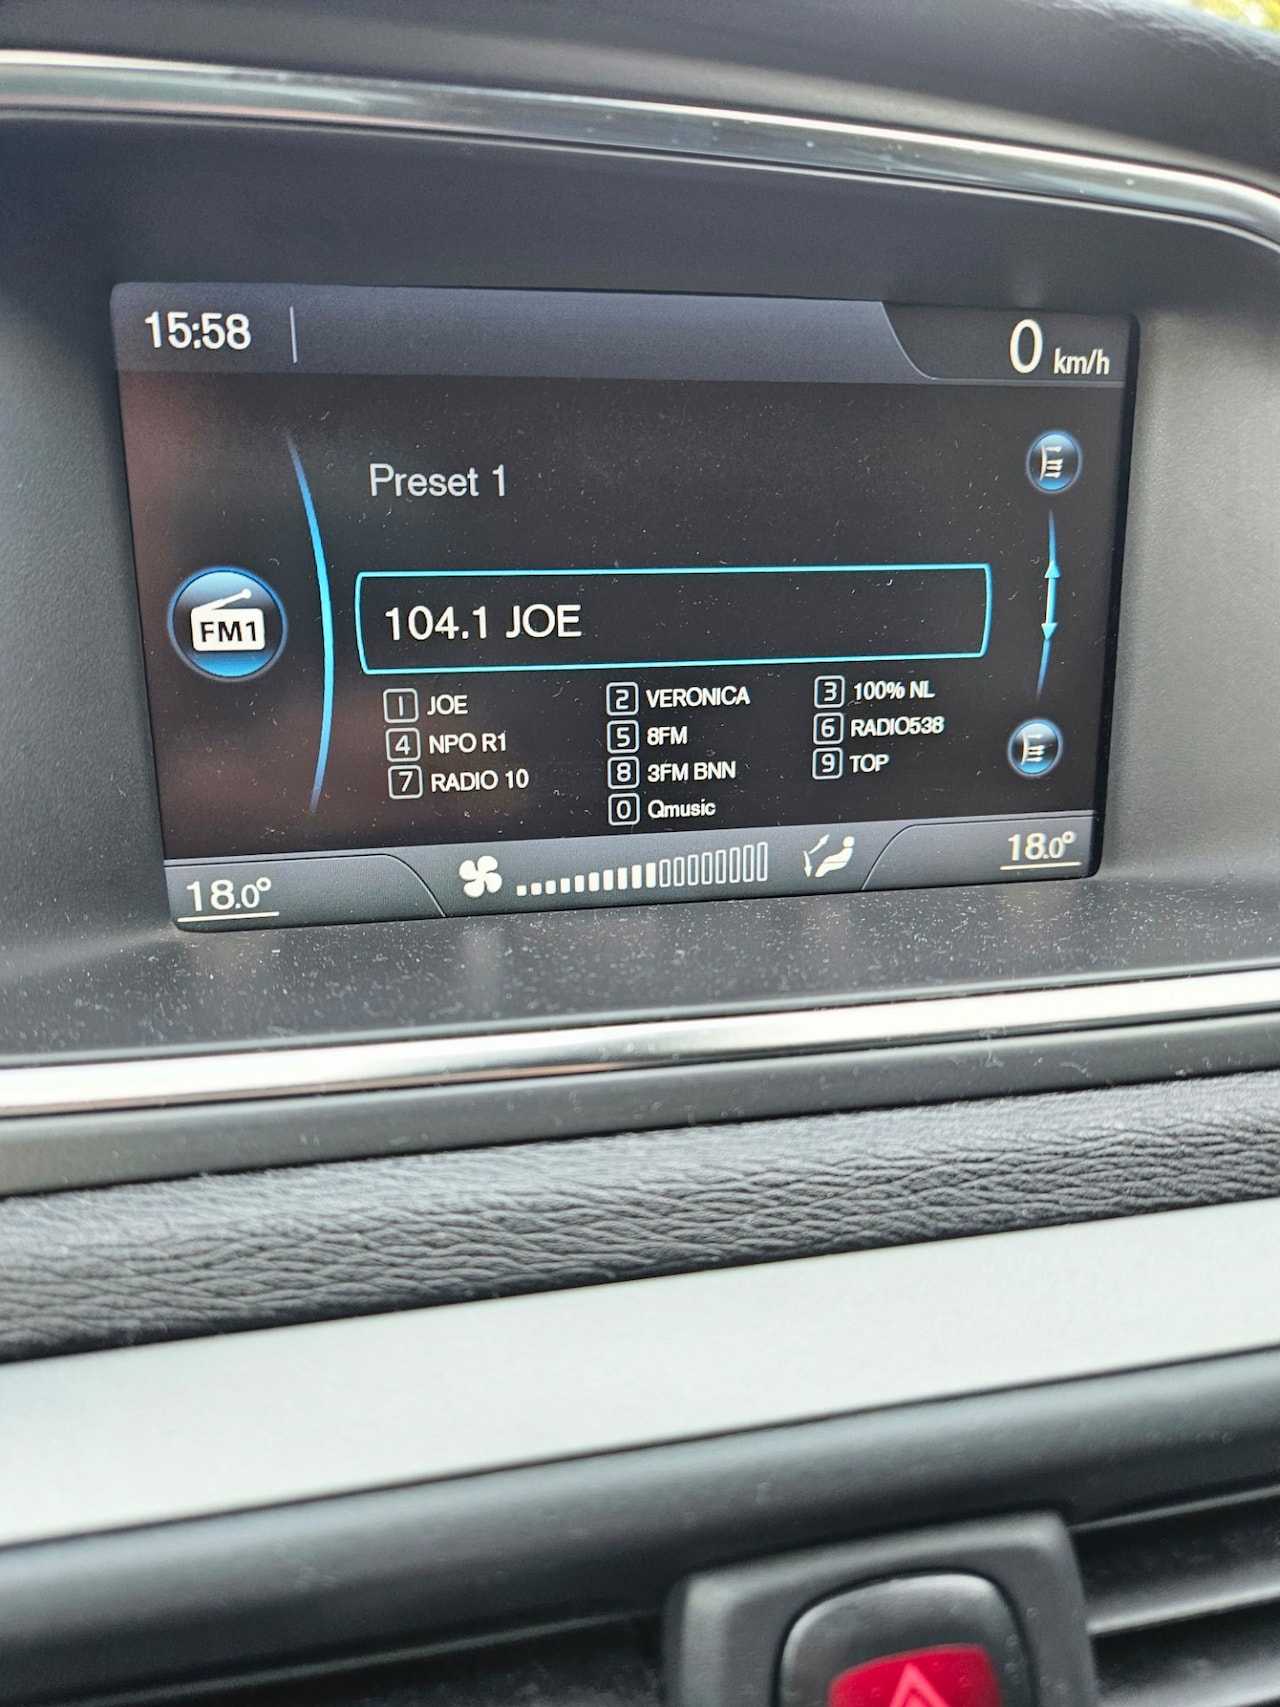 15:58
0 km/h
Preset 1
FM1
104.1 JOE
1 JOE 2 VERONICA 3 100% NL
4 NPO R1 5 8FM 6 RADIO538
7 RADIO 10 8 3FM BNN 9 TOP
0 Qmusic
18.0° 18.0°